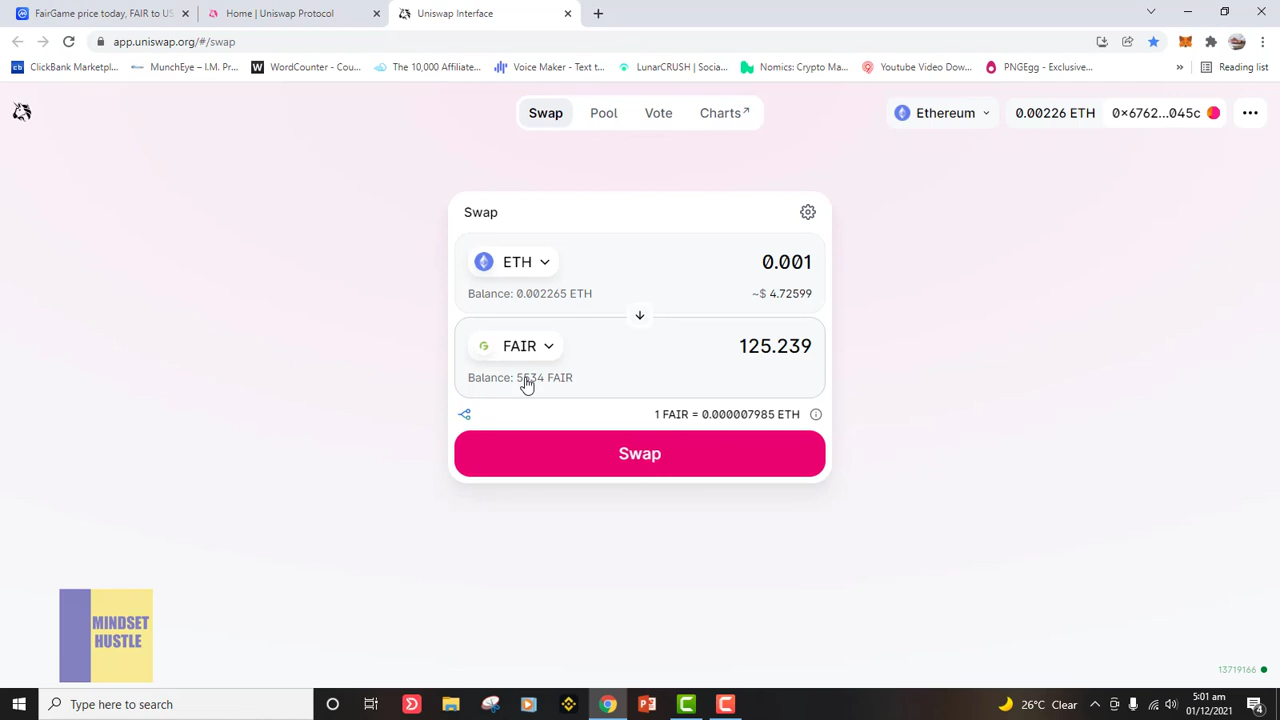 FairGame price today, FAIR to US
Home | Uniswap Protocol
Uniswap Interface
app.uniswap.org/#/swap
ClickBank Marketpl...
MunchEye – I.M. Pr...
WordCounter - Cou...
The 10,000 Affiliate...
Voice Maker - Text t...
LunarCRUSH | Socia...
Nomics: Crypto Ma...
Youtube Video Dow...
PNGEgg - Exclusive...
»
Reading list
Swap
Pool
Vote
Charts↗
Ethereum
0.00226 ETH
0×6762...045c
Swap
ETH
0.001
Balance: 0.002265 ETH
~$ 4.72599
FAIR
125.239
Balance: 5534 FAIR
1 FAIR = 0.000007985 ETH
Swap
MINDSET
HUSTLE
13719166
Type here to search
26°C Clear
5:01 am
01/12/2021
4